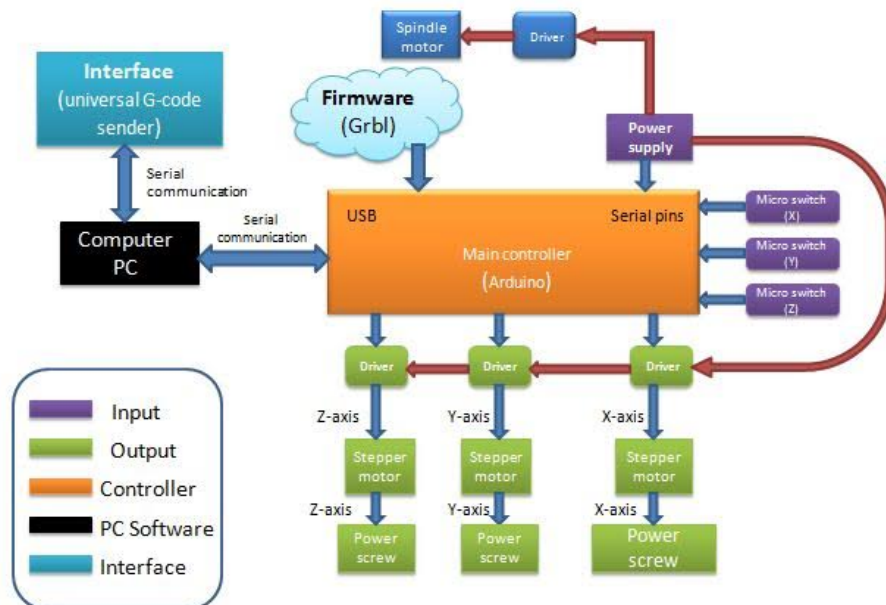 Spindle
motor
Driver
Interface
(universal G-code
sender)
Firmware
(Grbl)
Power
supply
Serial
communication
USB
Serial pins
Micro switch
(X)
Serial
communication
Computer
PC
Main controller
(Arduino)
Micro switch
(Y)
Micro switch
(Z)
Driver
Driver
Driver
Z-axis
Y-axis
X-axis
Stepper
motor
Stepper
motor
Stepper
motor
Z-axis
Y-axis
X-axis
Power
screw
Power
screw
Power
screw
Input
Output
Controller
PC Software
Interface